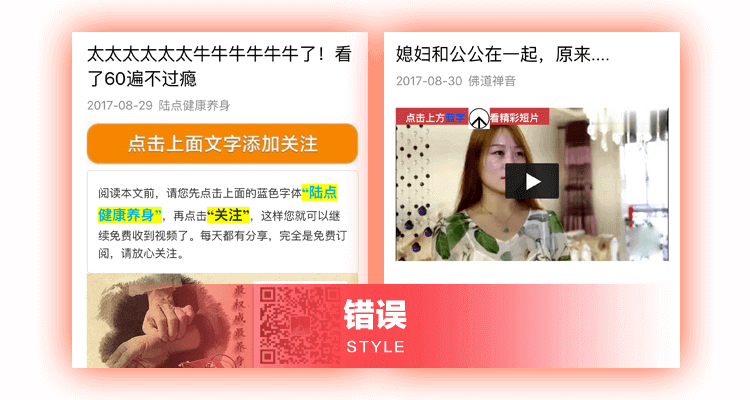 太太太太太太牛牛牛牛牛牛了！看
了60遍不过瘾
2017-08-29 陆点健康养身
点击上面文字添加关注
阅读本文前，请您先点击上面的蓝色字体“陆点
健康养身”，再点击“关注”，这样您就可以继
续免费收到视频了。每天都有分享，完全是免费订
阅，请放心关注。
最权威最养身
媳妇和公公在一起，原来....
2017-08-30 佛道禅音
点击上方蓝字 看精彩短片
错误
STYLE